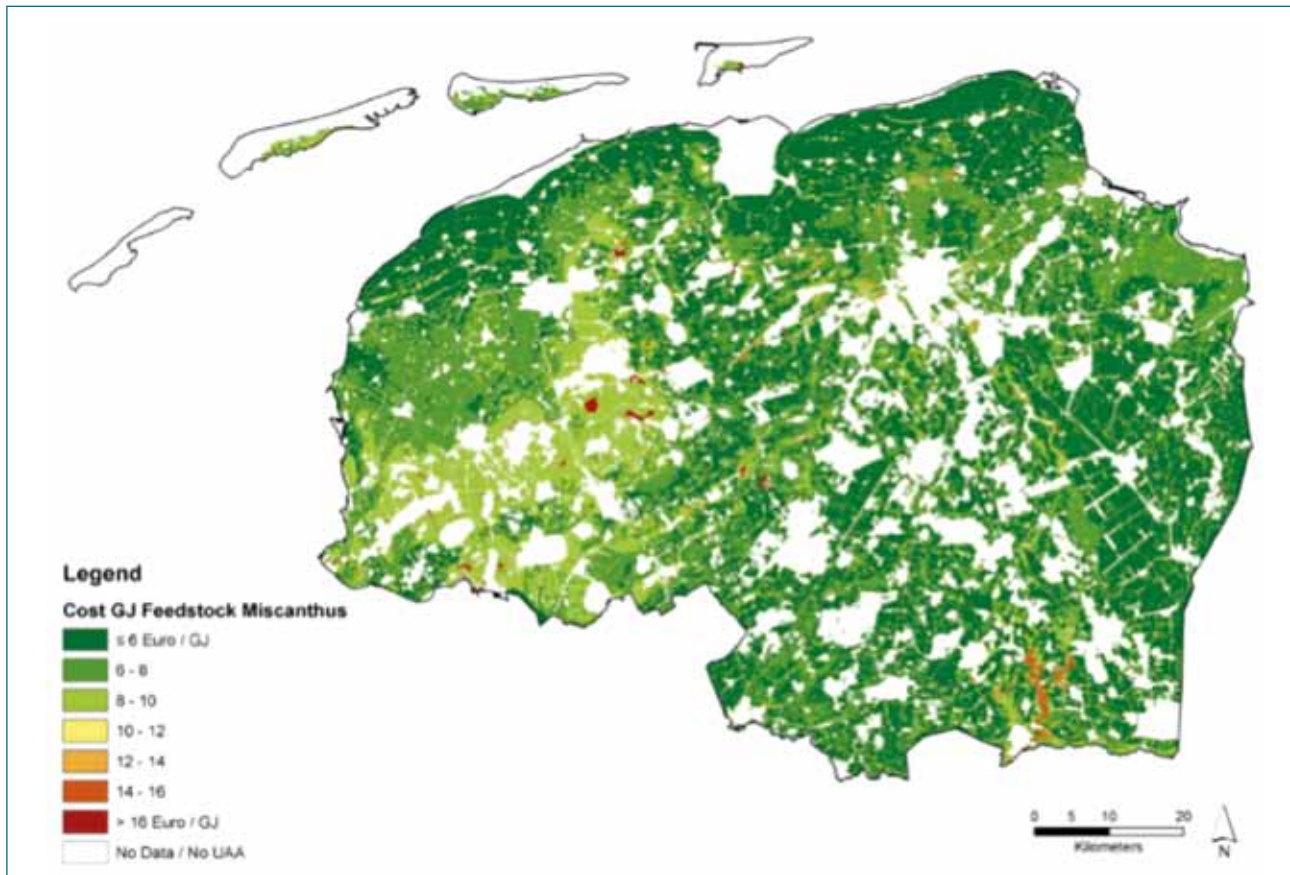 Legend
Cost GJ Feedstock Miscanthus
≤ 6 Euro / GJ
6 - 8
8 - 10
10 - 12
12 - 14
14 - 16
> 16 Euro / GJ
No Data / No UAA
0 5 10 20
Kilometers
N